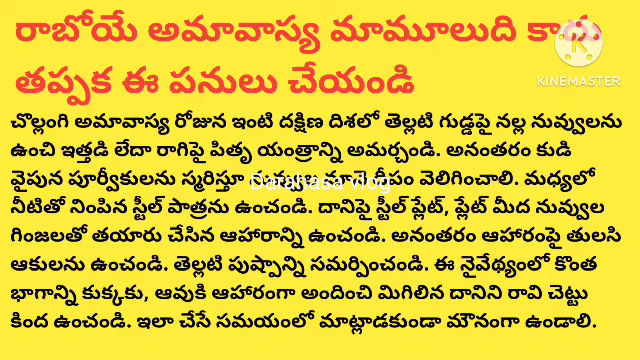 రాబోయే అమావాస్య మామూలుది కాదు
తప్పక ఈ పనులు చేయండి
KINEMASTER
చొల్లంగి అమావాస్య రోజున ఇంటి దక్షిణ దిశలో తెల్లటి గుడ్డపై నల్ల నువ్వులను
ఉంచి ఇత్తడి లేదా రాగిపై పితృ యంత్రాన్ని అమర్చండి. అనంతరం కుడి
వైపున పూర్వీకులను స్మరిస్తూ నువ్వుల నూనె దీపం వెలిగించాలి. మధ్యలో
Darahasa vlog
నీటితో నింపిన స్టీల్ పాత్రను ఉంచండి. దానిపై స్టీల్ ప్లేట్, ప్లేట్ మీద నువ్వుల
గింజలతో తయారు చేసిన ఆహారాన్ని ఉంచండి. అనంతరం ఆహారంపై తులసి
ఆకులను ఉంచండి. తెల్లటి పుష్పాన్ని సమర్పించండి. ఈ నైవేథ్యంలో కొంత
భాగాన్ని కుక్కకు, ఆవుకి ఆహారంగా అందించి మిగిలిన దానిని రావి చెట్టు
కింద ఉంచండి. ఇలా చేసే సమయంలో మాట్లాడకుండా మౌనంగా ఉండాలి.